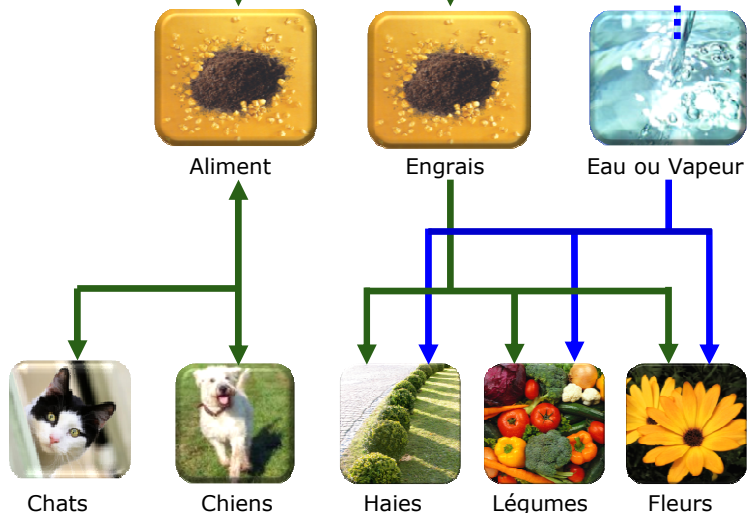 Aliment
Engrais
Eau ou Vapeur
Chats
Chiens
Haies
Légumes
Fleurs